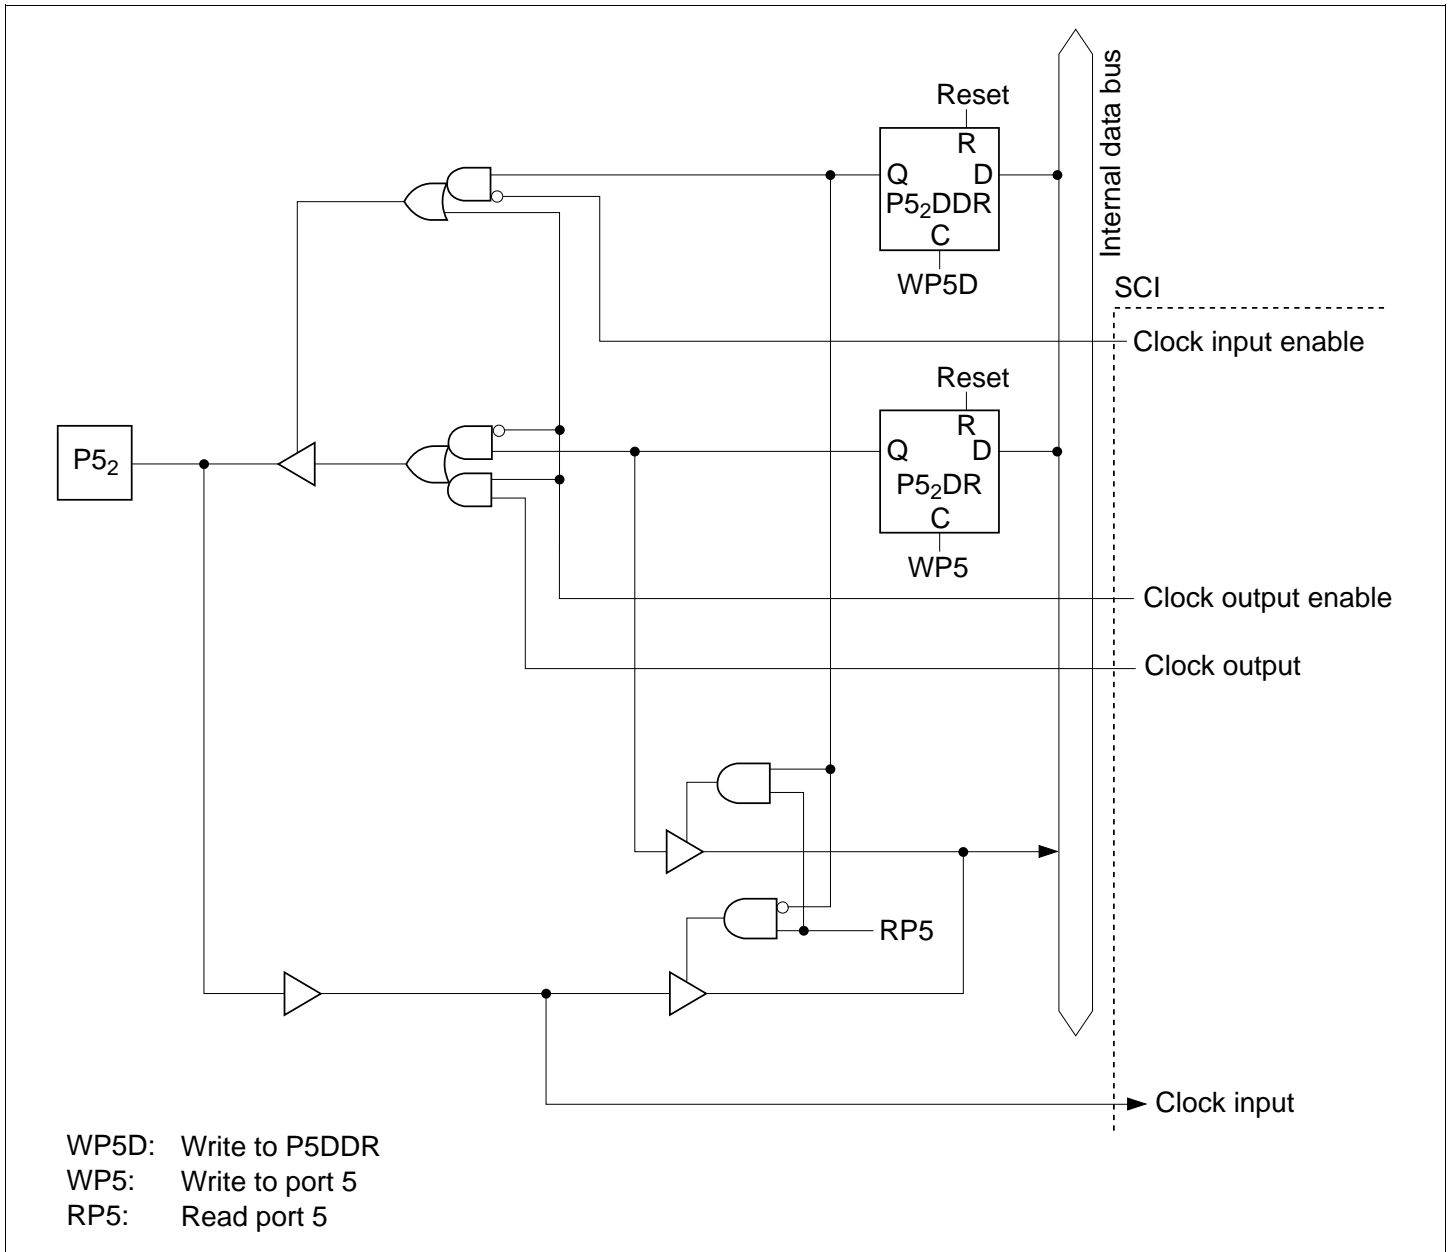 Internal data bus
Reset
R
Q D
P5₂DDR
C
WP5D
SCI
Clock input enable
Reset
R
Q D
P5₂DR
C
WP5
P5₂
Clock output enable
Clock output
RP5
Clock input
WP5D: Write to P5DDR
WP5: Write to port 5
RP5: Read port 5